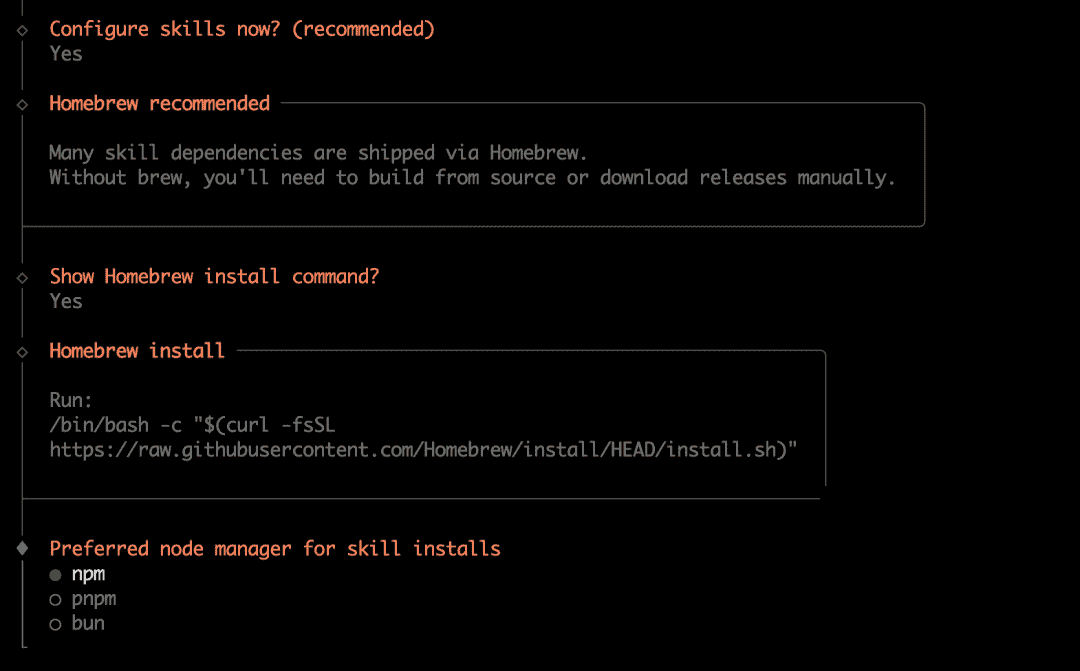 Configure skills now? (recommended)
Yes
Homebrew recommended
Many skill dependencies are shipped via Homebrew.
Without brew, you'll need to build from source or download releases manually.
Show Homebrew install command?
Yes
Homebrew install
Run:
/bin/bash -c "$(curl -fsSL
https://raw.githubusercontent.com/Homebrew/install/HEAD/install.sh)"
Preferred node manager for skill installs
npm
pnpm
bun